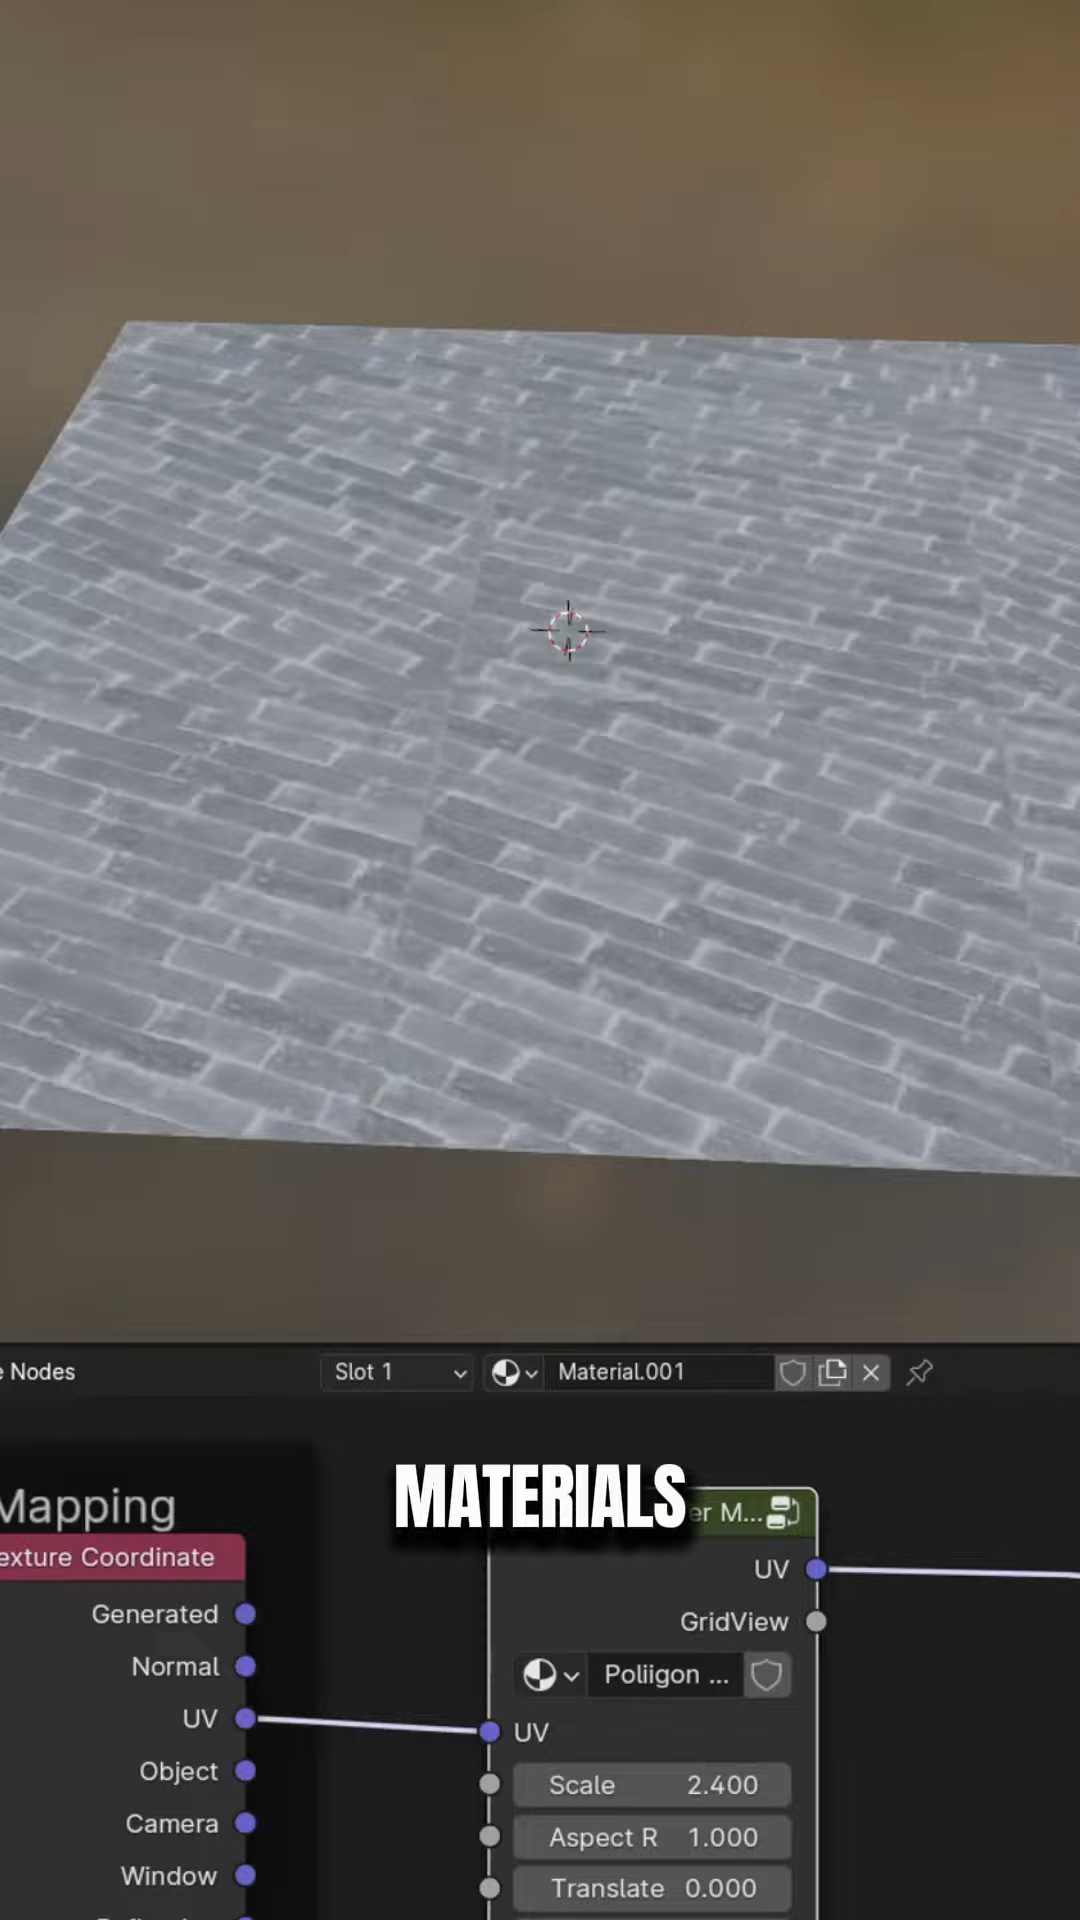 e Nodes
Slot 1
Material.001
Mapping
MATERIALS
er M...
exture Coordinate
UV
Generated
GridView
Normal
Poliigon ...
UV
UV
Object
Scale 2.400
Camera
Aspect R 1.000
Window
Translate 0.000